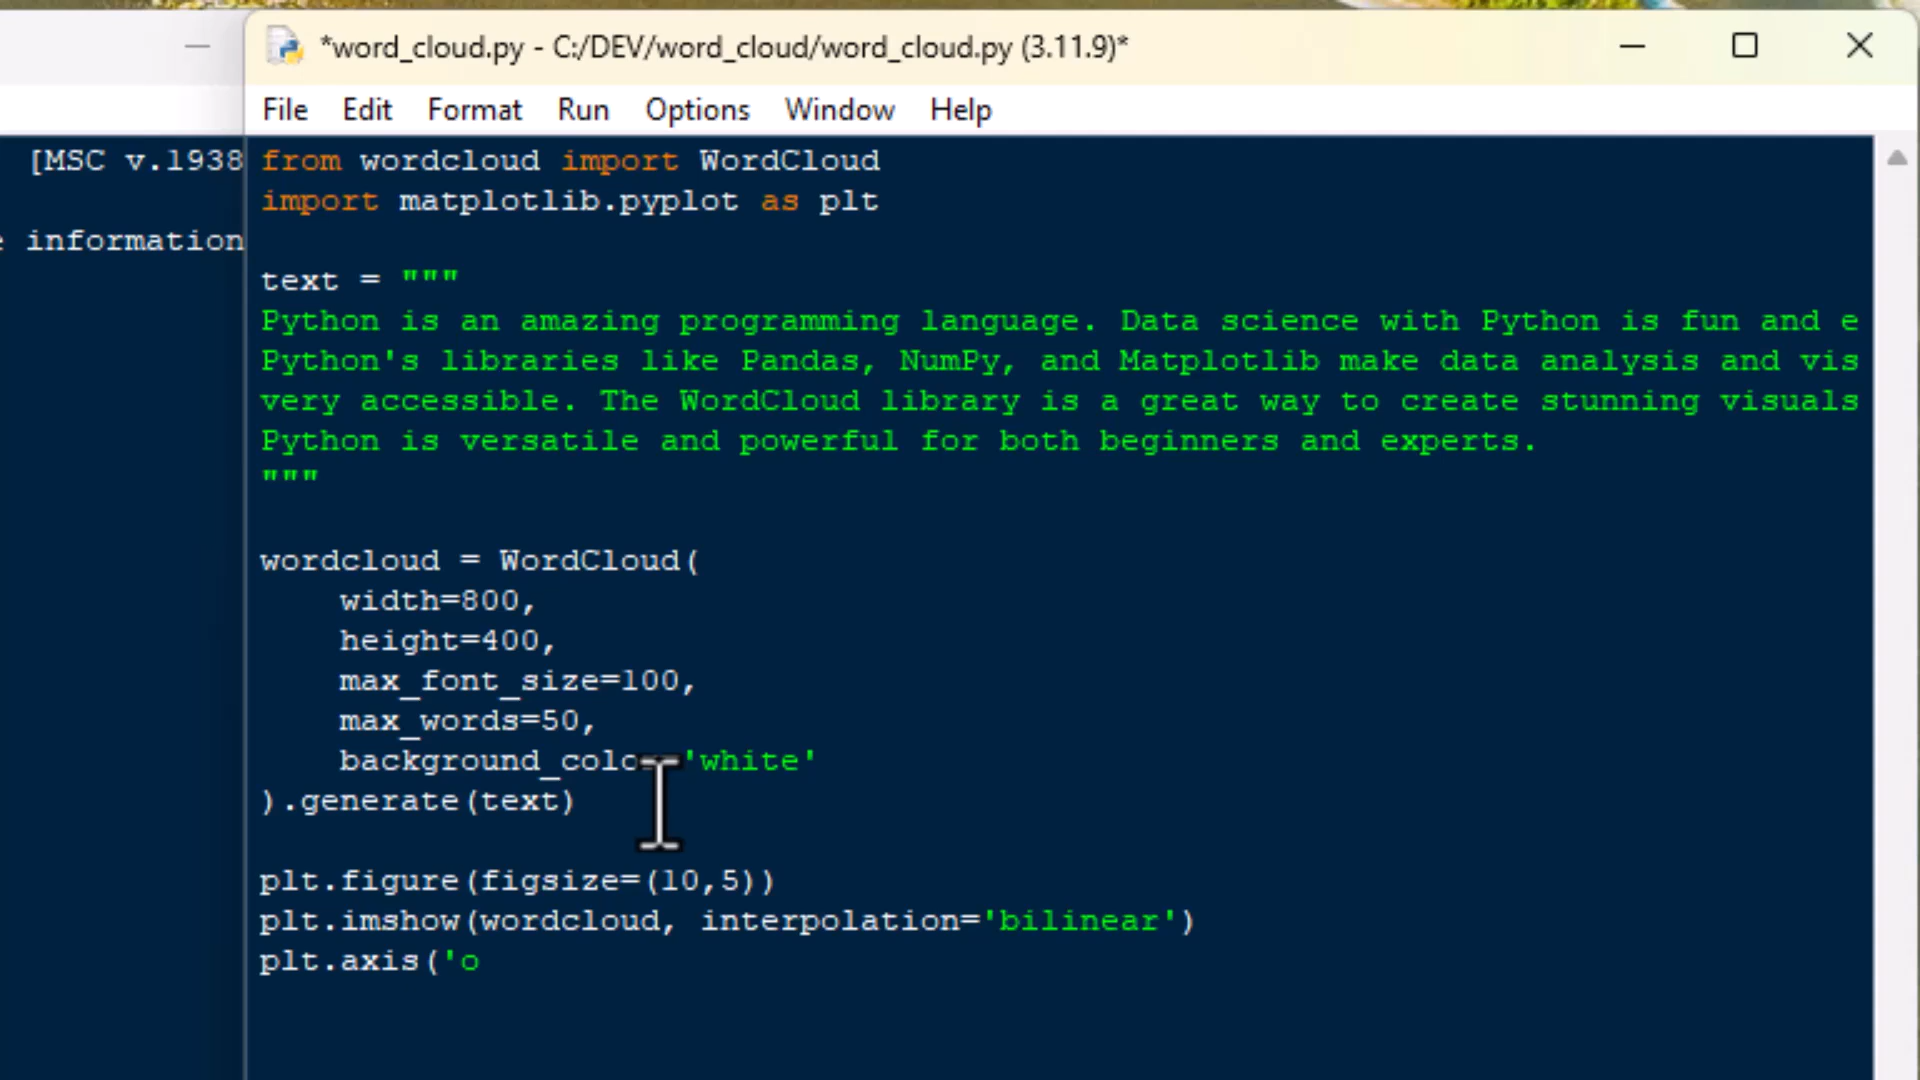 *word_cloud.py - C:/DEV/word_cloud/word_cloud.py (3.11.9)*
File Edit Format Run Options Window Help
[MSC v.1938
information
from wordcloud import WordCloud
import matplotlib.pyplot as plt
text = """
Python is an amazing programming language. Data science with Python is fun and e
Python's libraries like Pandas, NumPy, and Matplotlib make data analysis and vis
very accessible. The WordCloud library is a great way to create stunning visuals
Python is versatile and powerful for both beginners and experts.
"""
wordcloud = WordCloud(
    width=800,
    height=400,
    max_font_size=100,
    max_words=50,
    background_color='white'
).generate(text)
plt.figure(figsize=(10,5))
plt.imshow(wordcloud, interpolation='bilinear')
plt.axis('o